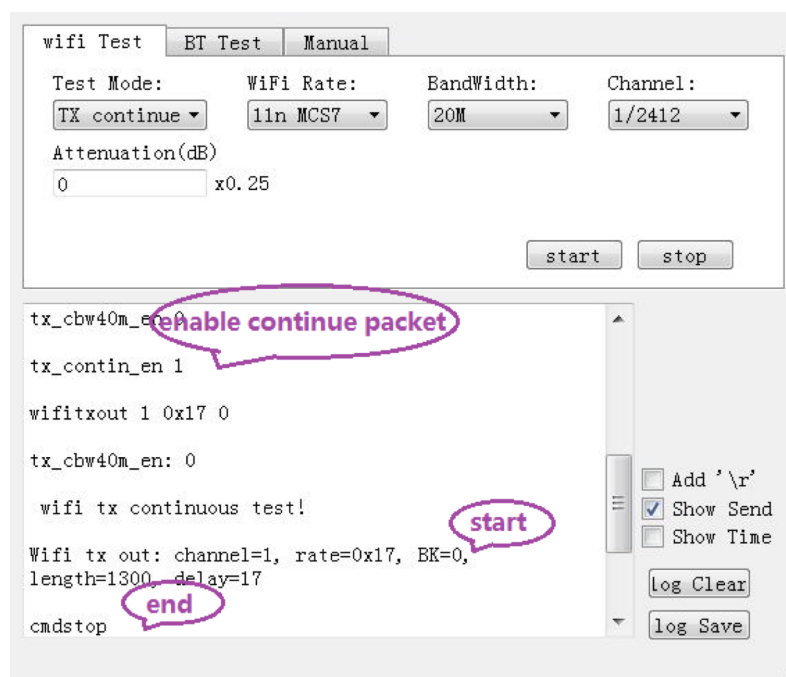 wifi Test BT Test Manual
Test Mode: WiFi Rate: BandWidth: Channel:
TX continue 11n MCS7 20M 1/2412
Attenuation(dB)
0 x0.25
start stop
tx_cbw40m_en 0
enable continue packet
tx_contin_en 1
wifitxout 1 0x17 0
tx_cbw40m_en: 0
wifi tx continuous test!
start
Wifi tx out: channel=1, rate=0x17, BK=0,
length=1300, delay=17
end
cmdstop
Add '\r'
Show Send
Show Time
log Clear
log Save